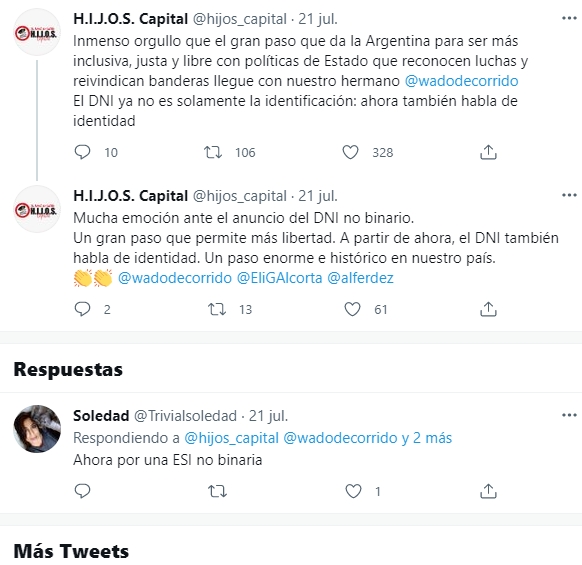 H.I.J.O.S. Capital @hijos_capital · 21 jul.
Inmenso orgullo que el gran paso que da la Argentina para ser más
inclusiva, justa y libre con políticas de Estado que reconocen luchas y
reivindican banderas llegue con nuestro hermano @wadodecorrido
El DNI ya no es solamente la identificación: ahora también habla de
identidad
10 106 328
H.I.J.O.S. Capital @hijos_capital · 21 jul.
Mucha emoción ante el anuncio del DNI no binario.
Un gran paso que permite más libertad. A partir de ahora, el DNI también
habla de identidad. Un paso enorme e histórico en nuestro país.
👏👏 @wadodecorrido @EliGAlcorta @alferdez
2 13 61
Respuestas
Soledad @Trivialsoledad · 21 jul.
Respondiendo a @hijos_capital @wadodecorrido y 2 más
Ahora por una ESI no binaria
1
Más Tweets